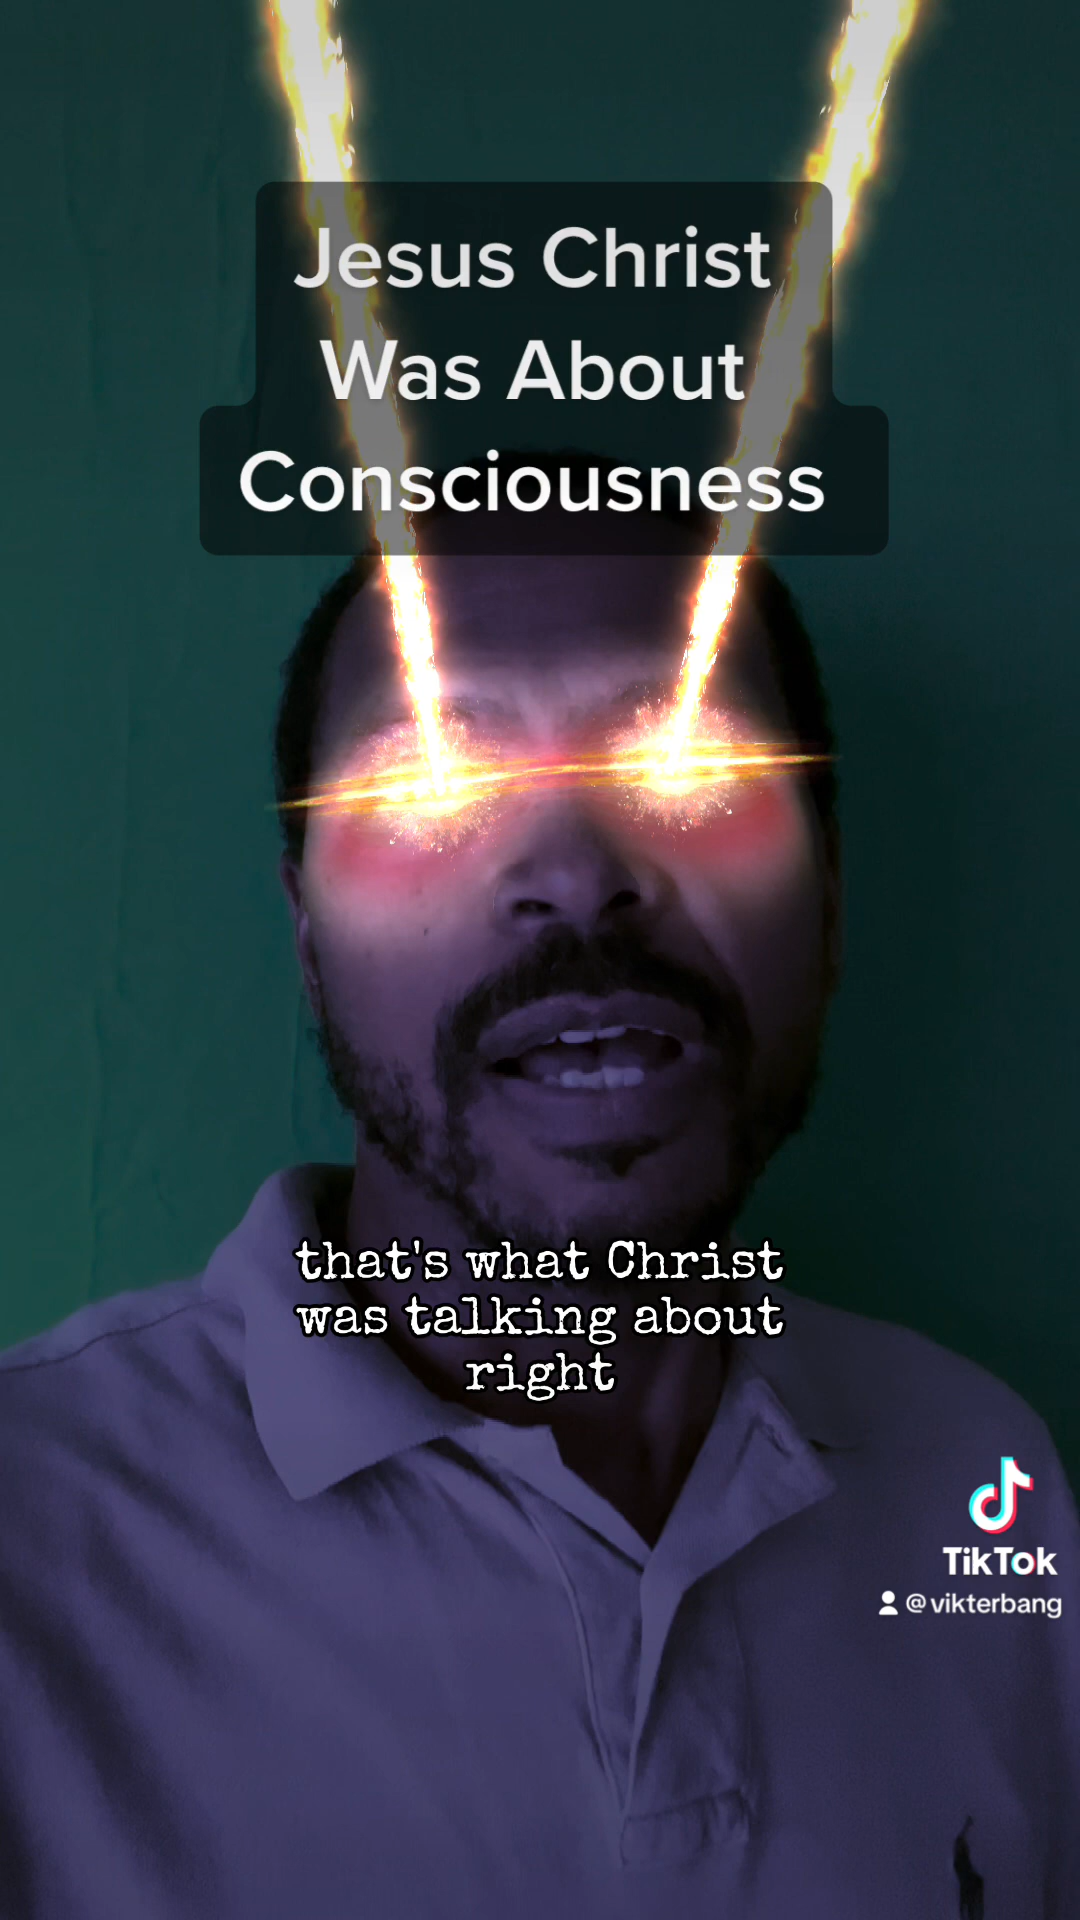 Jesus Christ
Was About
Consciousness
that's what Christ
was talking about
right
TikTok
@vikterbang